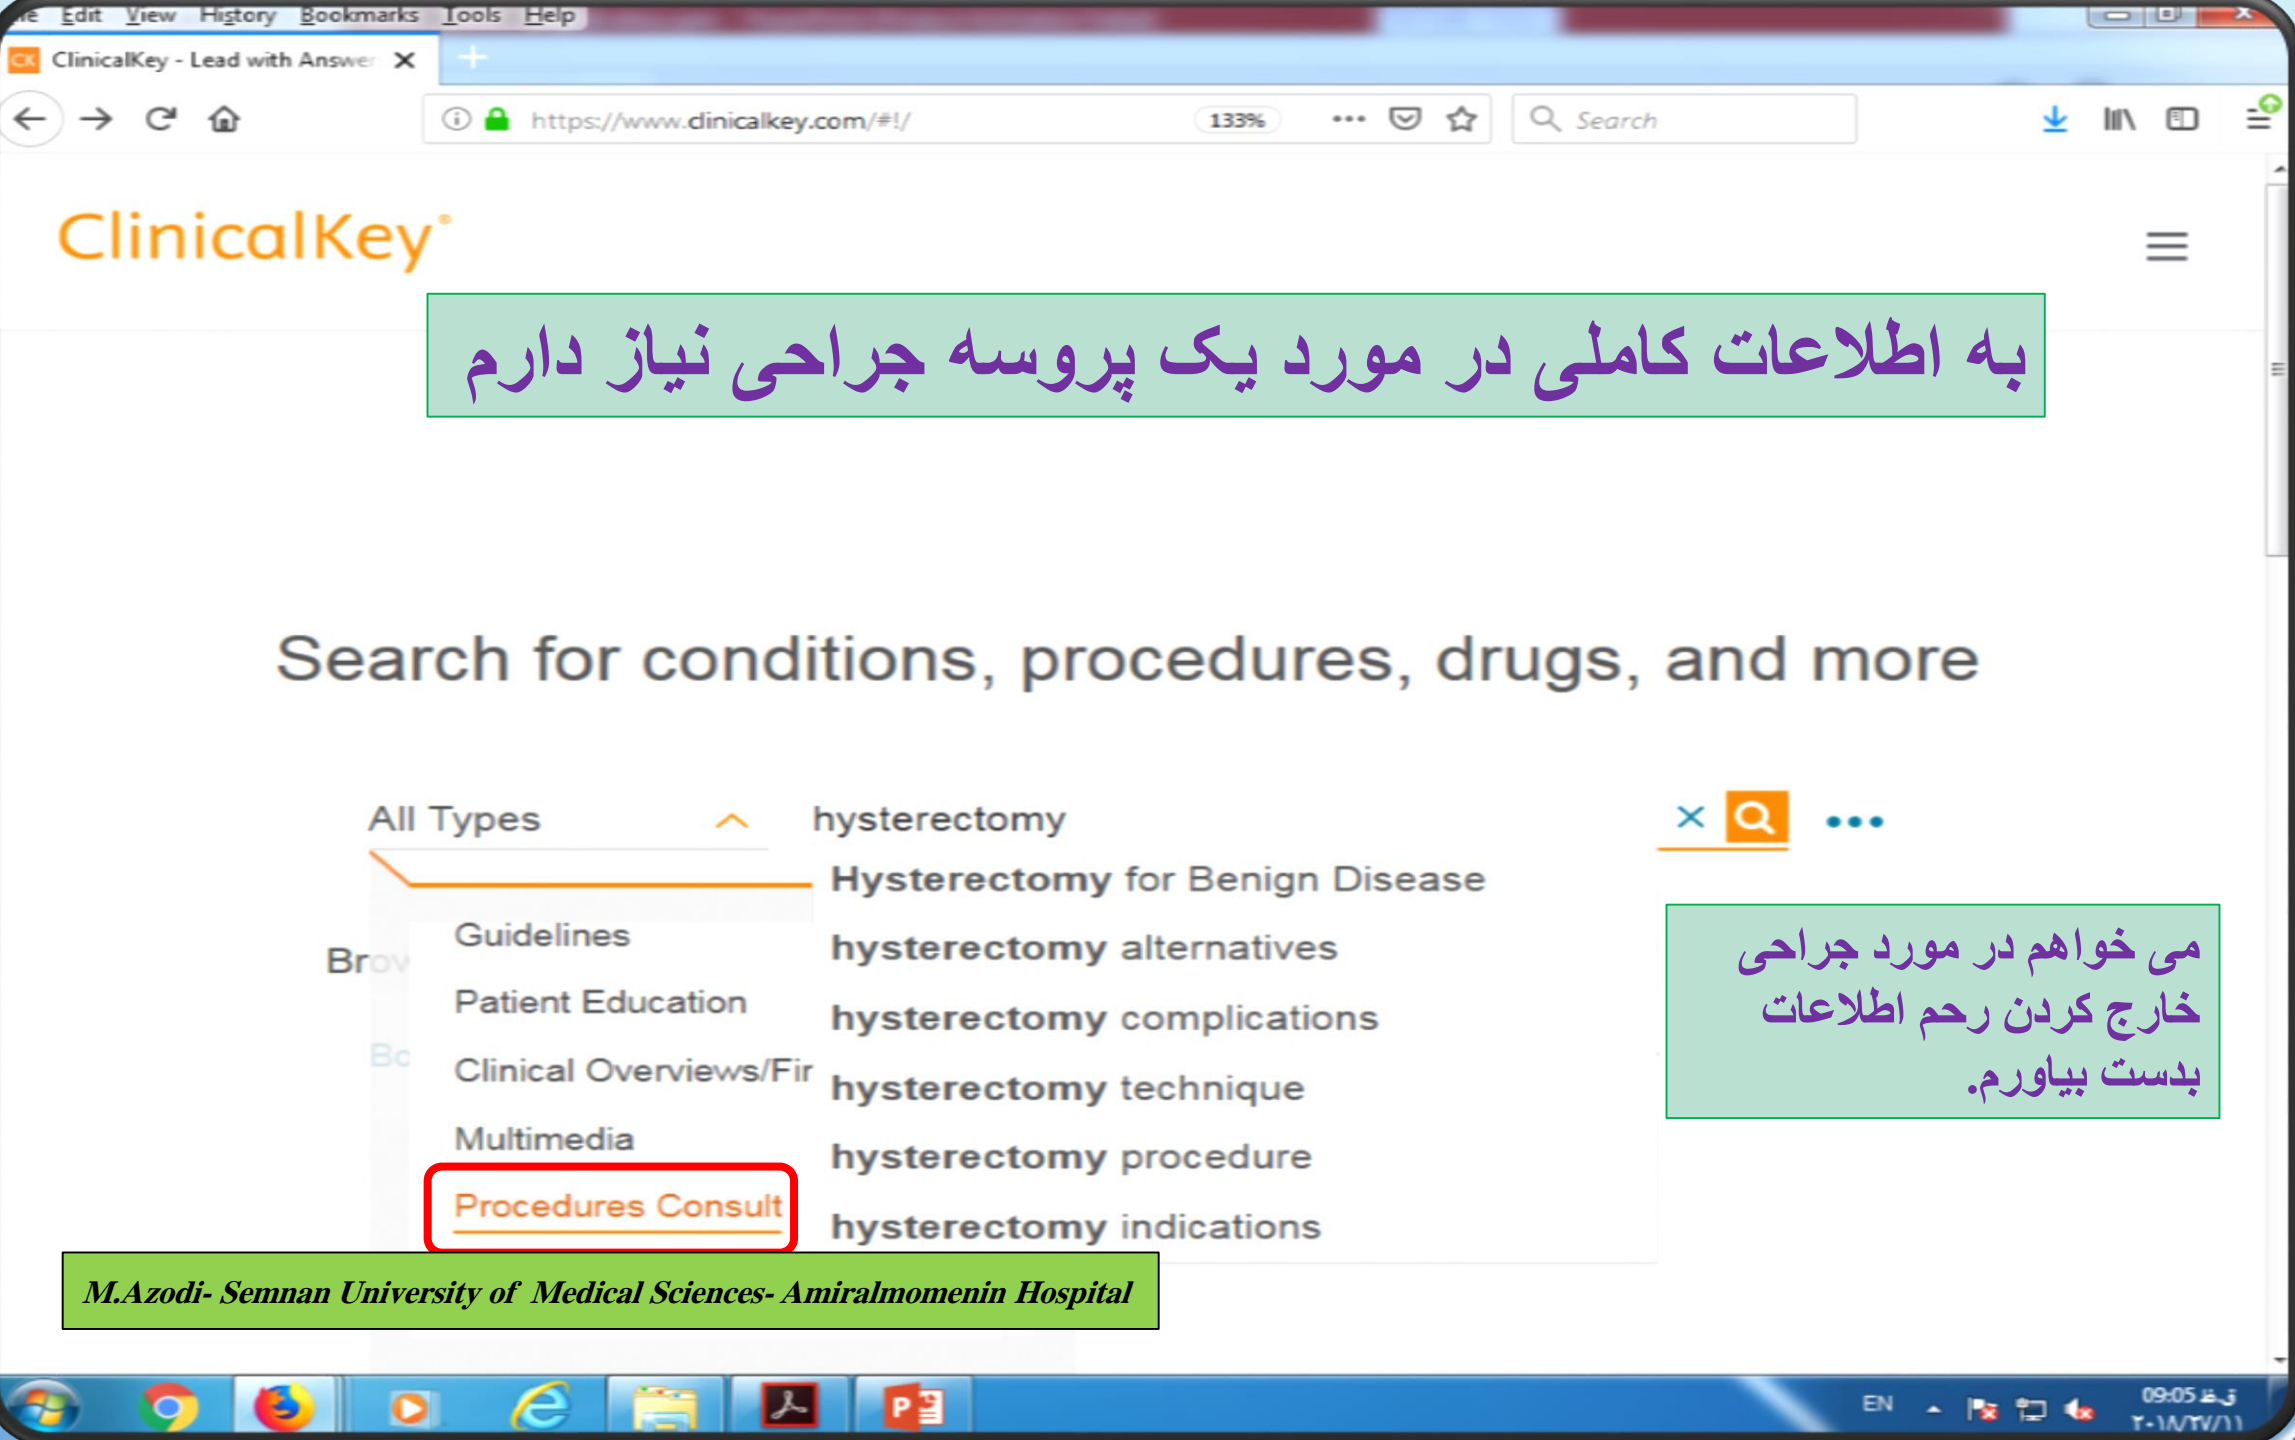 Edit View History Bookmarks Tools Help
CK ClinicalKey - Lead with Answer
https://www.clinicalkey.com/#!/ 133% Search
ClinicalKey
به اطلاعات کاملی در مورد یک پروسه جراحی نیاز دارم
Search for conditions, procedures, drugs, and more
All Types hysterectomy
Hysterectomy for Benign Disease
Guidelines
hysterectomy alternatives
Patient Education
hysterectomy complications
Clinical Overviews/Fir
hysterectomy technique
Multimedia
hysterectomy procedure
Procedures Consult
hysterectomy indications
می خواهم در مورد جراحی
خارج کردن رحم اطلاعات
بدست بیاورم.
M.Azodi- Semnan University of Medical Sciences- Amiralmomenin Hospital
EN
09:05 ق.ظ